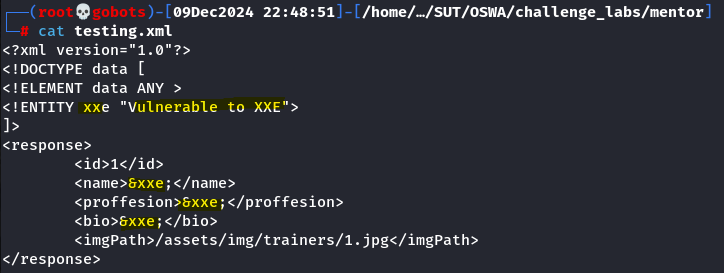 ┌──(root💀gobots)-[09Dec2024 22:48:51]-[/home/…/SUT/OSWA/challenge_labs/mentor]
└─# cat testing.xml
<?xml version="1.0"?>
<!DOCTYPE data [
<!ELEMENT data ANY >
<!ENTITY xxe "Vulnerable to XXE">
]>
<response>
        <id>1</id>
        <name>&xxe;</name>
        <proffesion>&xxe;</proffesion>
        <bio>&xxe;</bio>
        <imgPath>/assets/img/trainers/1.jpg</imgPath>
</response>